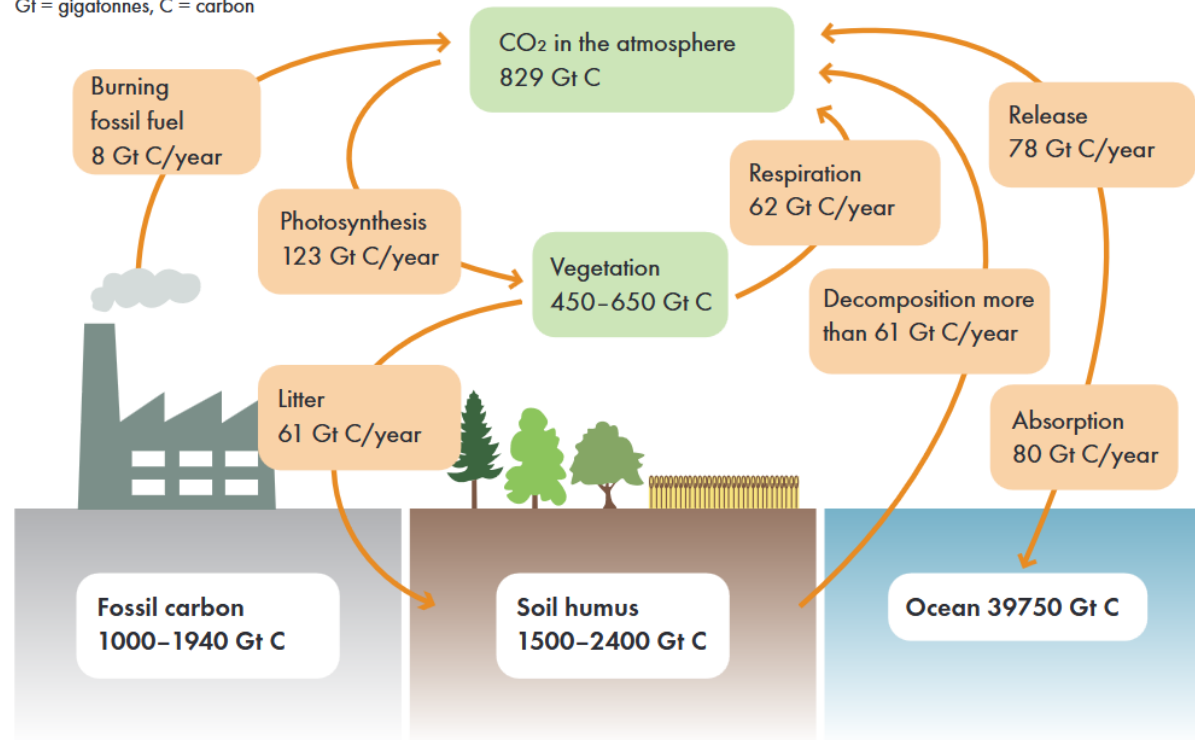 Gt = gigatonnes, C = carbon
CO₂ in the atmosphere
829 Gt C
Burning
fossil fuel
8 Gt C/year
Release
78 Gt C/year
Respiration
62 Gt C/year
Photosynthesis
123 Gt C/year
Vegetation
450–650 Gt C
Decomposition more
than 61 Gt C/year
Litter
61 Gt C/year
Absorption
80 Gt C/year
Fossil carbon
1000–1940 Gt C
Soil humus
1500–2400 Gt C
Ocean 39750 Gt C